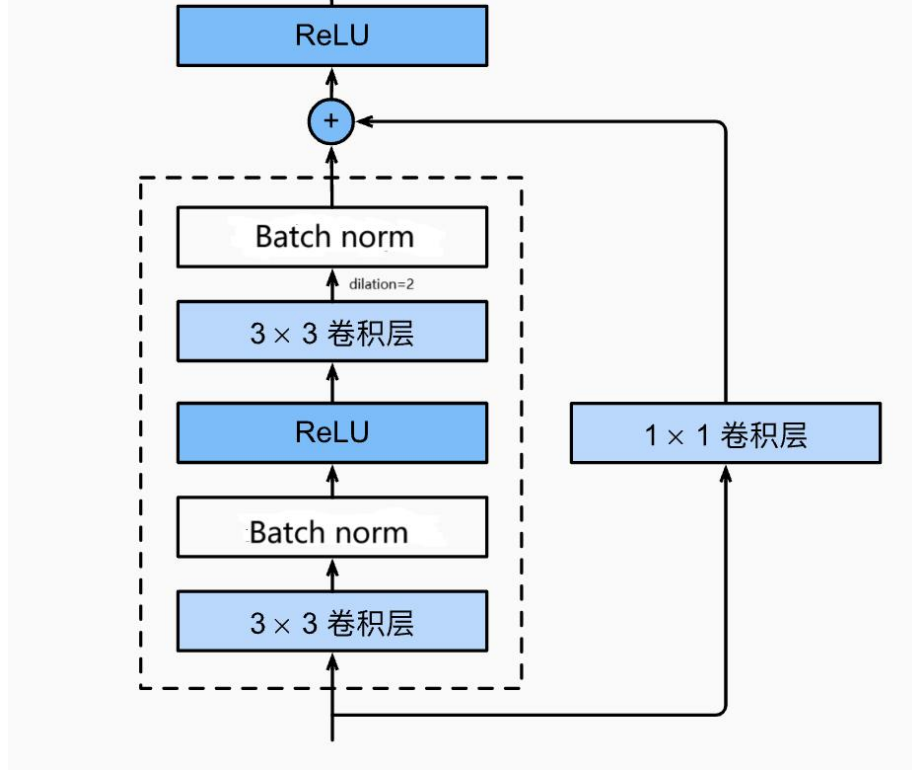 ReLU
+
Batch norm
dilation=2
3 × 3 卷积层
ReLU
1 × 1 卷积层
Batch norm
3 × 3 卷积层